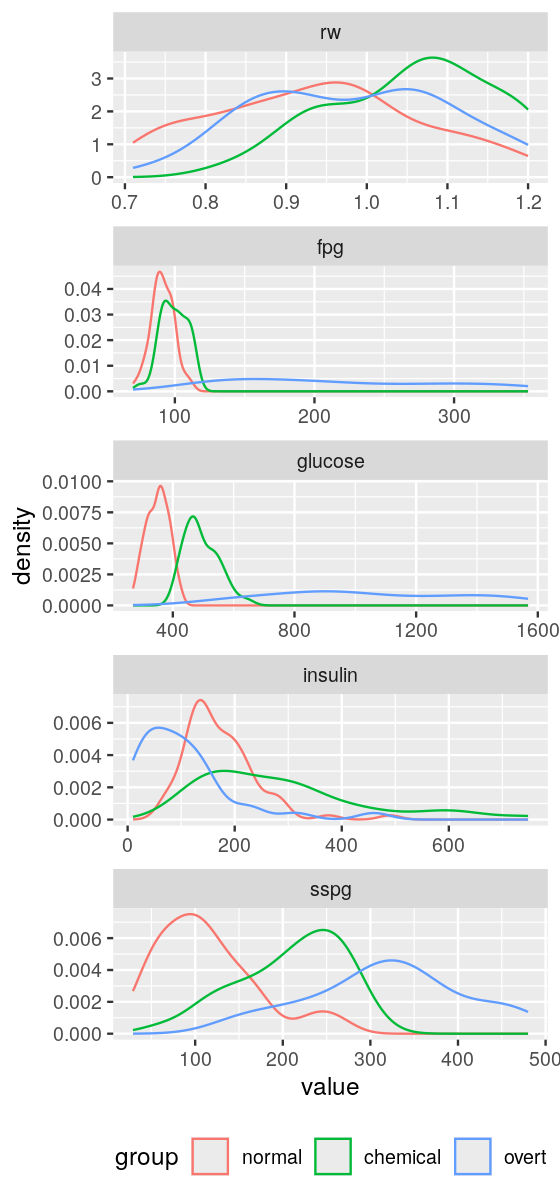 rw
3
2
1
0
0.7 0.8 0.9 1.0 1.1 1.2
fpg
0.04
0.03
0.02
0.01
0.00
100 200 300
glucose
0.0100
0.0075
0.0050
0.0025
0.0000
400 800 1200 1600
density
insulin
0.006
0.004
0.002
0.000
0 200 400 600
sspg
0.006
0.004
0.002
0.000
100 200 300 400 500
value
group normal chemical overt